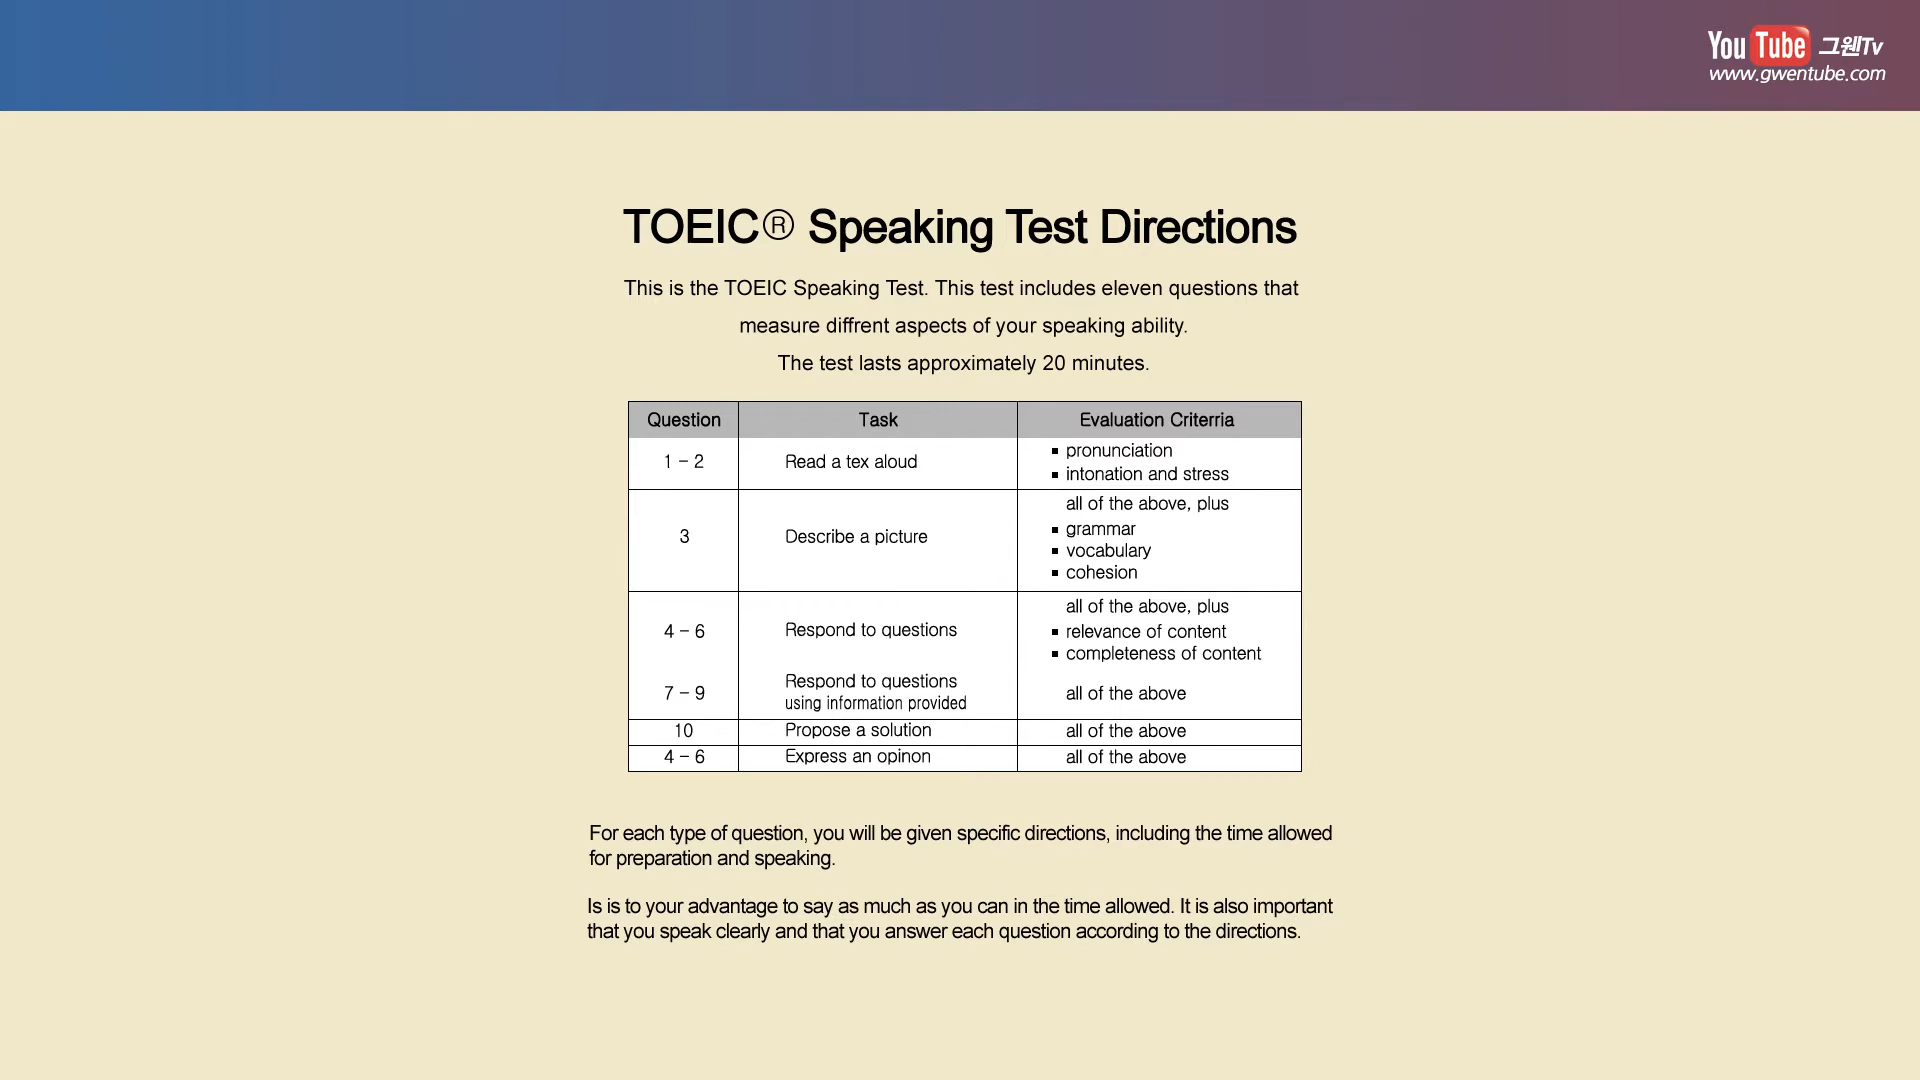 YouTube 그웬Tv
www.gwentube.com
TOEIC® Speaking Test Directions
This is the TOEIC Speaking Test. This test includes eleven questions that
measure diffrent aspects of your speaking ability.
The test lasts approximately 20 minutes.
Question Task Evaluation Criterria
1 - 2 Read a tex aloud
▪ pronunciation
▪ intonation and stress
3 Describe a picture
all of the above, plus
▪ grammar
▪ vocabulary
▪ cohesion
4 - 6 Respond to questions
all of the above, plus
▪ relevance of content
▪ completeness of content
7 - 9 Respond to questions
using information provided
all of the above
10 Propose a solution all of the above
4 - 6 Express an opinon all of the above
For each type of question, you will be given specific directions, including the time allowed
for preparation and speaking.
Is is to your advantage to say as much as you can in the time allowed. It is also important
that you speak clearly and that you answer each question according to the directions.